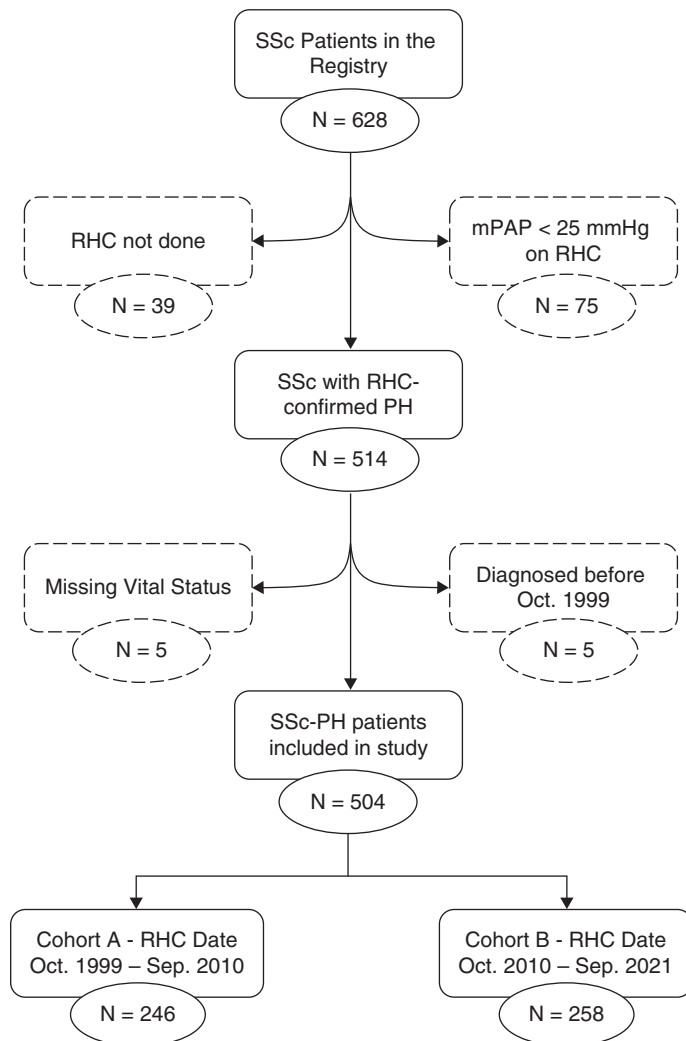 SSc Patients in the
Registry
N = 628
RHC not done
N = 39
mPAP < 25 mmHg
on RHC
N = 75
SSc with RHC-
confirmed PH
N = 514
Missing Vital Status
N = 5
Diagnosed before
Oct. 1999
N = 5
SSc-PH patients
included in study
N = 504
Cohort A - RHC Date
Oct. 1999 – Sep. 2010
N = 246
Cohort B - RHC Date
Oct. 2010 – Sep. 2021
N = 258